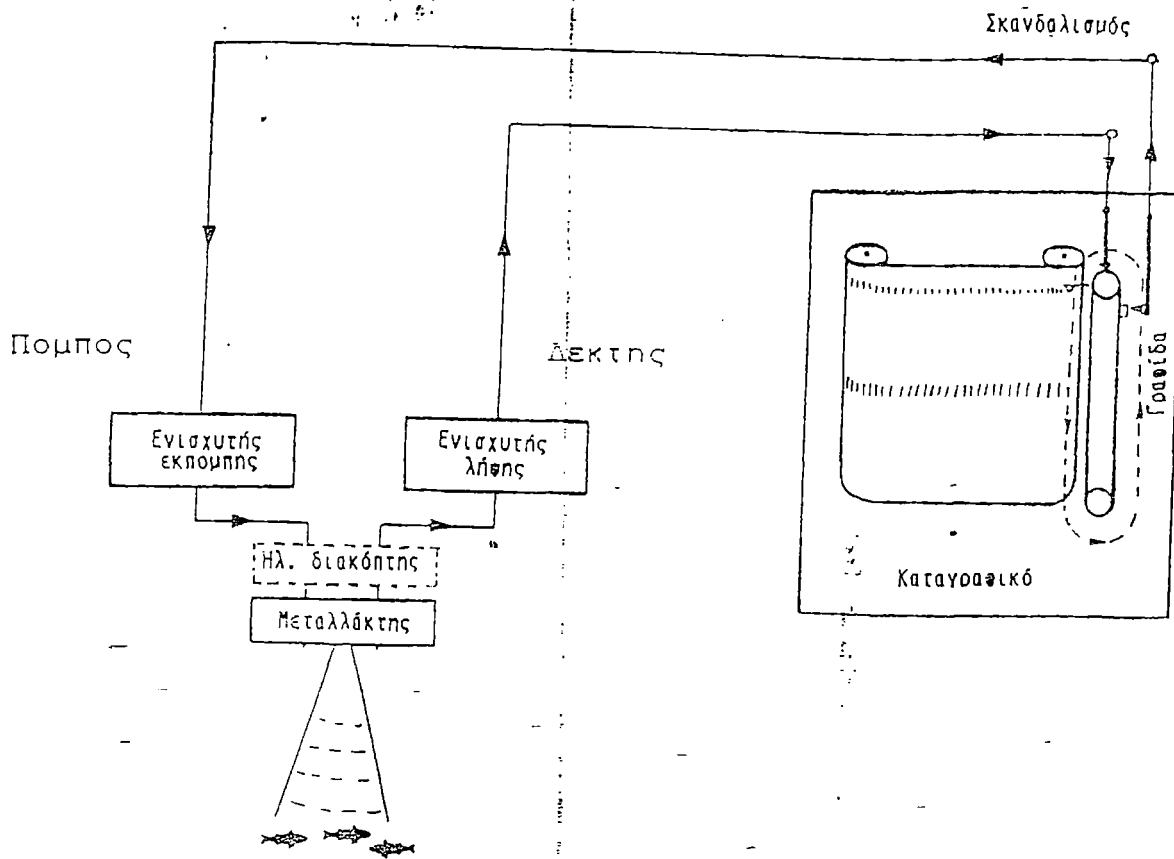 Σκανδαλισμός
Πομπος
Δεκτης
Γραφίδα
Ενισχυτής
εκπομπης
Ενισχυτής
λήψης
Ηλ. διακόπτης
Μεταλλάκτης
Καταγραφικό